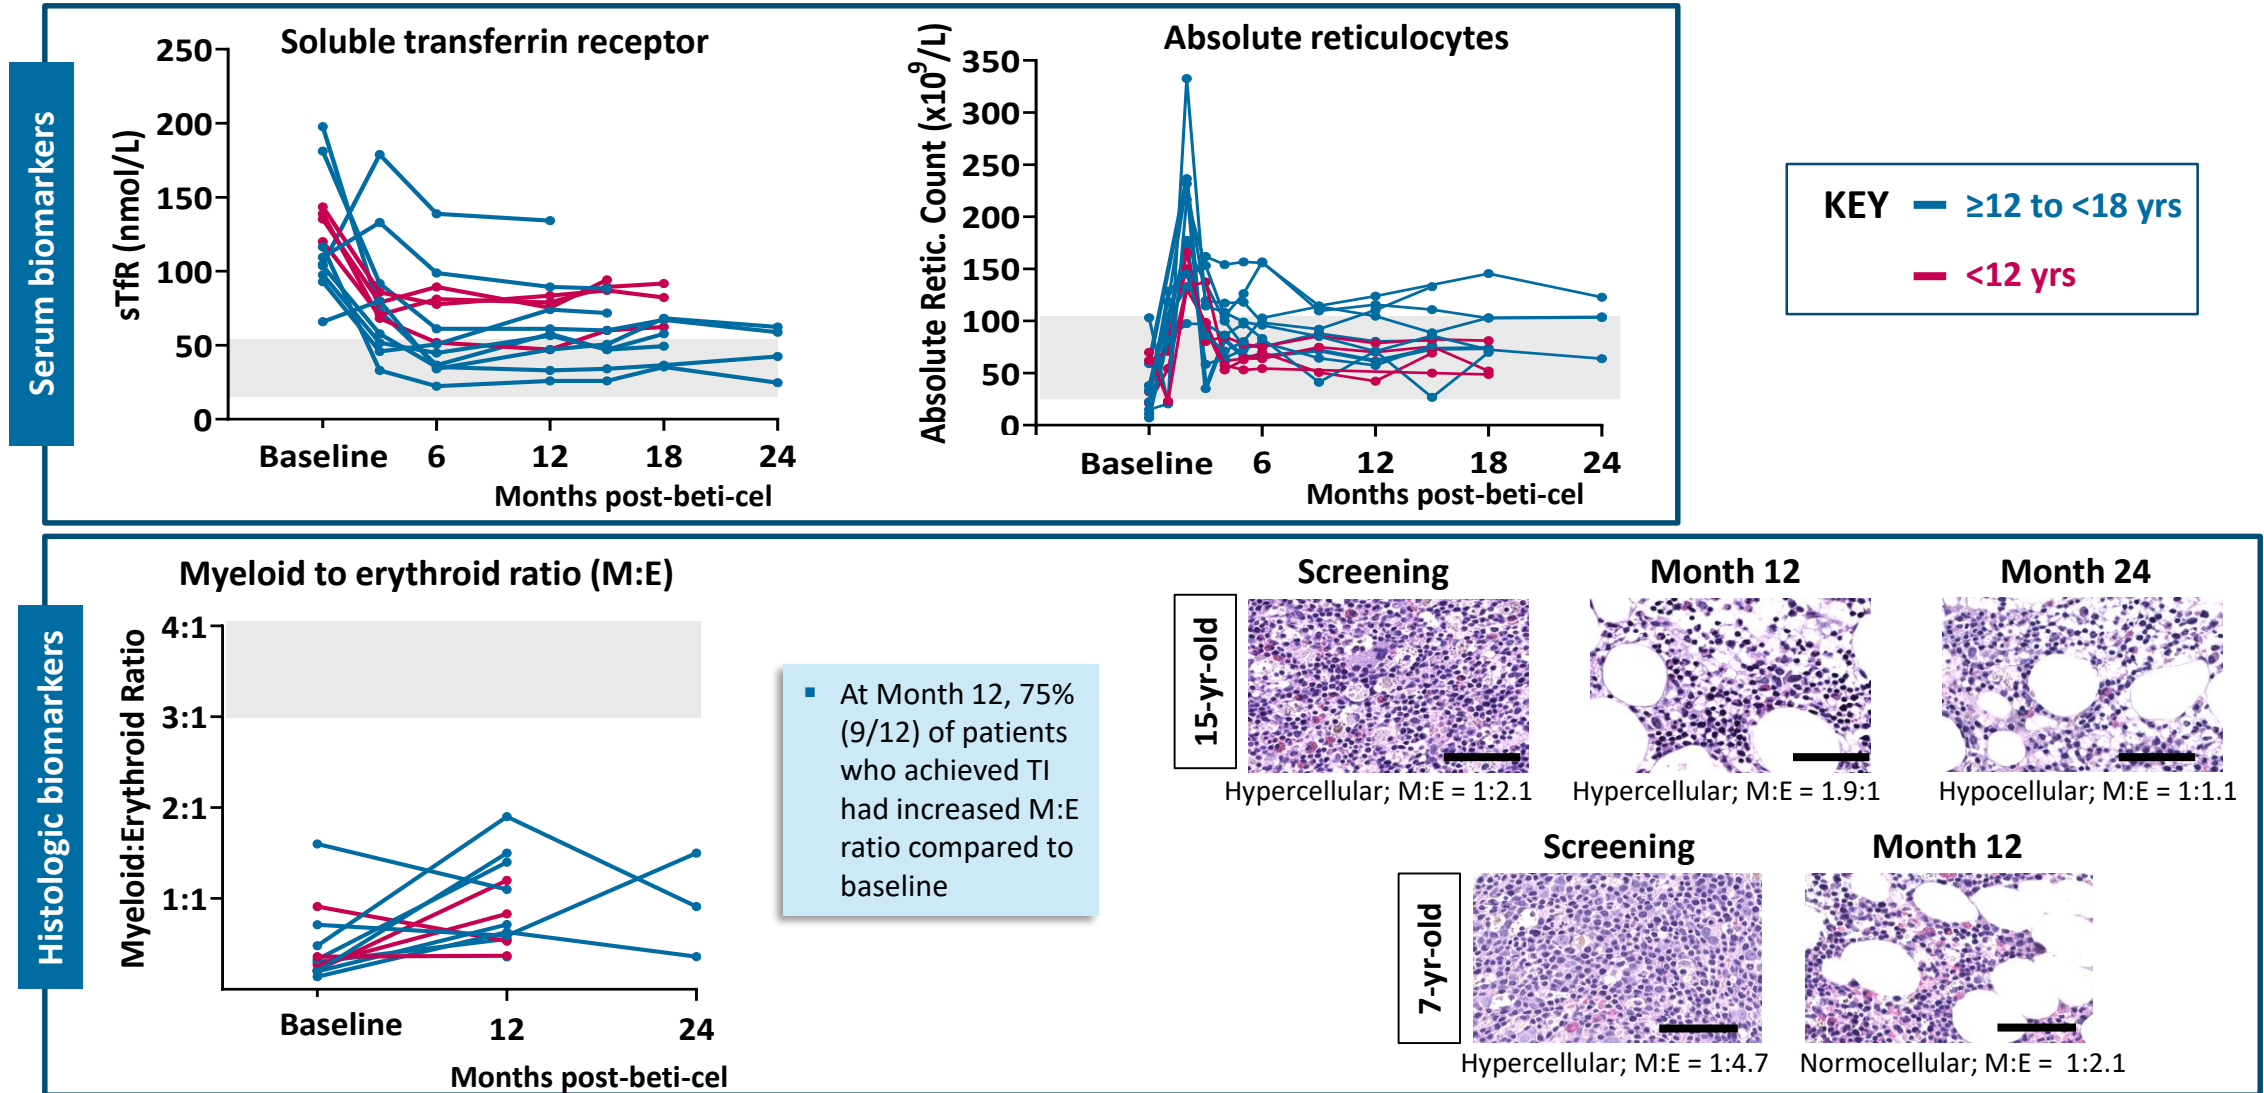 Serum biomarkers
Soluble transferrin receptor
sTfR (nmol/L)
250
200
150
100
50
0
Baseline 6 12 18 24
Months post-beti-cel
Absolute reticulocytes
Absolute Retic. Count (x10⁹/L)
350
300
250
200
150
100
50
0
Baseline 6 12 18 24
Months post-beti-cel
KEY
≥12 to <18 yrs
<12 yrs
Histologic biomarkers
Myeloid to erythroid ratio (M:E)
Myeloid:Erythroid Ratio
4:1
3:1
2:1
1:1
Baseline 12 24
Months post-beti-cel
▪ At Month 12, 75%
(9/12) of patients
who achieved TI
had increased M:E
ratio compared to
baseline
15-yr-old
Screening Month 12 Month 24
Hypercellular; M:E = 1:2.1 Hypercellular; M:E = 1.9:1 Hypocellular; M:E = 1:1.1
7-yr-old
Screening Month 12
Hypercellular; M:E = 1:4.7 Normocellular; M:E = 1:2.1